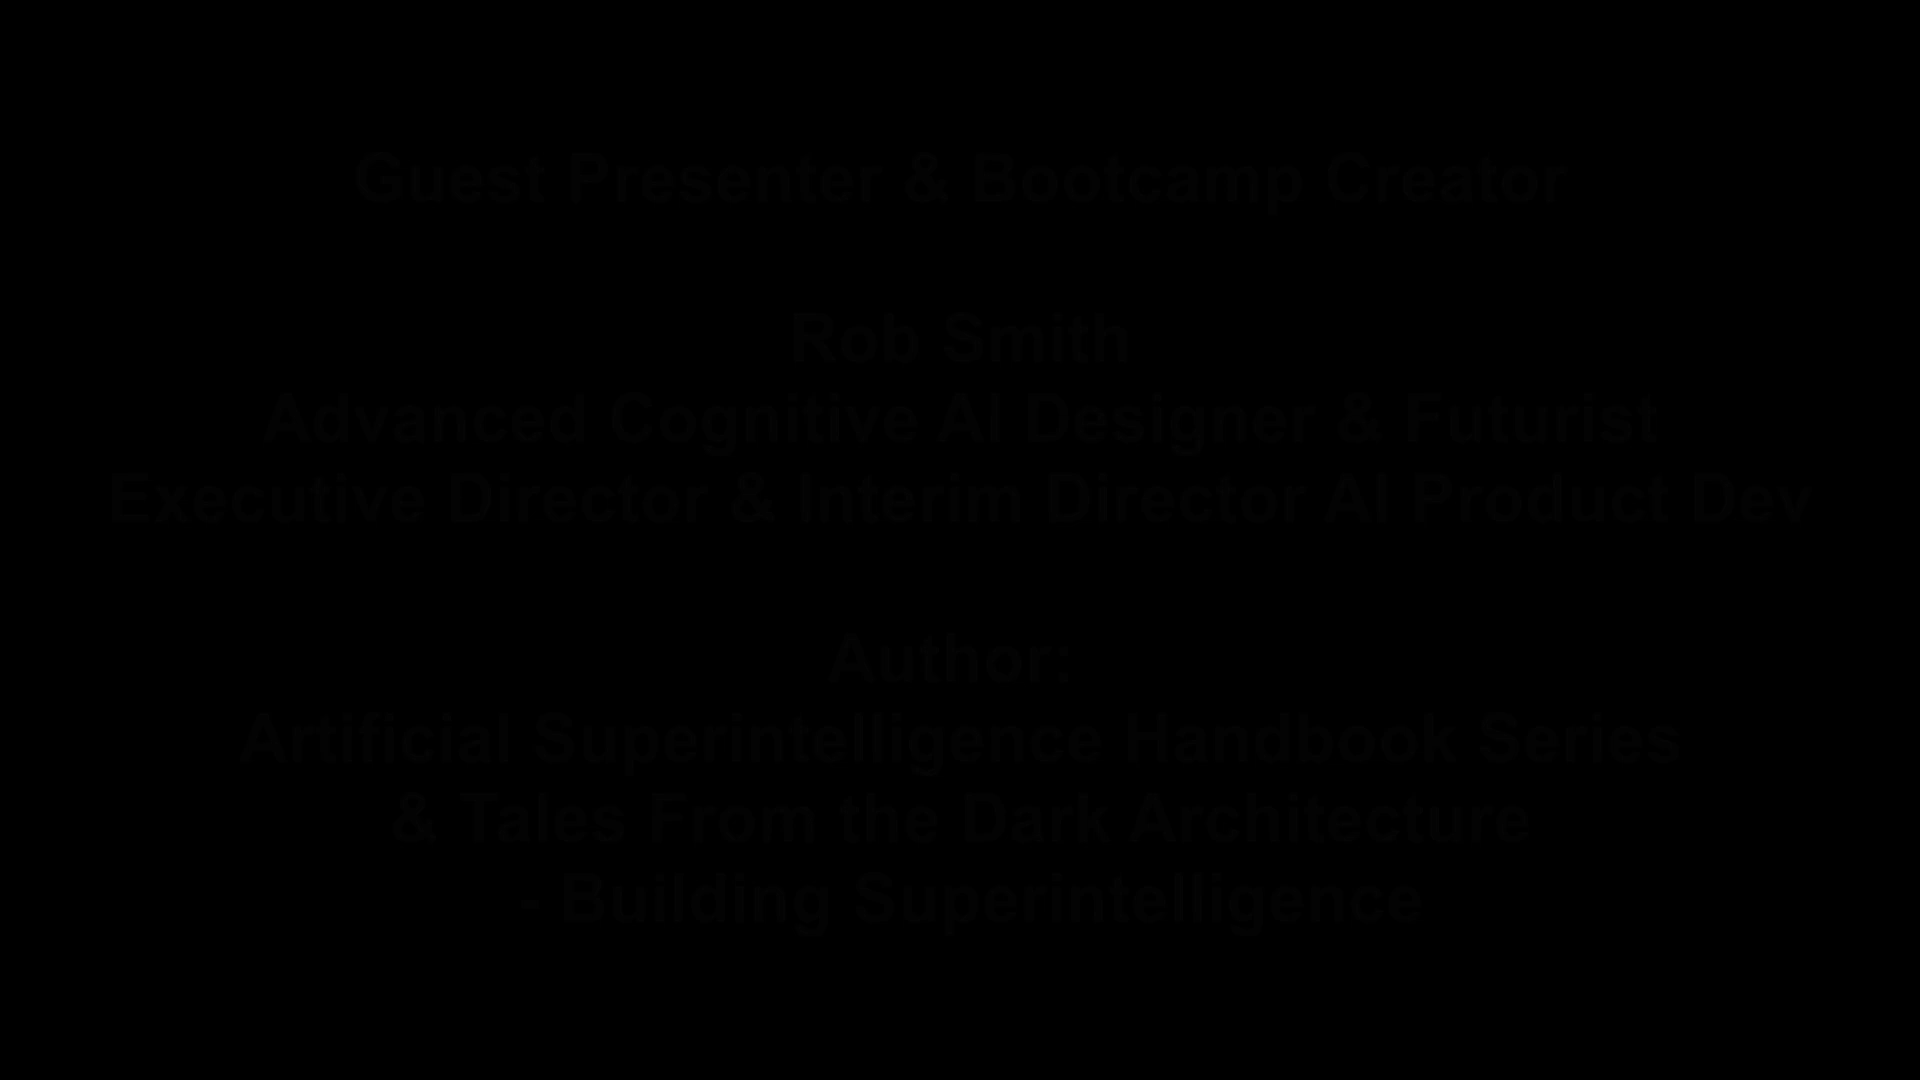 Guest Presenter & Bootcamp Creator
Rob Smith
Advanced Cognitive AI Designer & Futurist
Executive Director & Interim Director AI Product Dev
Author:
Artificial Superintelligence Handbook Series
& Tales From the Dark Architecture
- Building Superintelligence